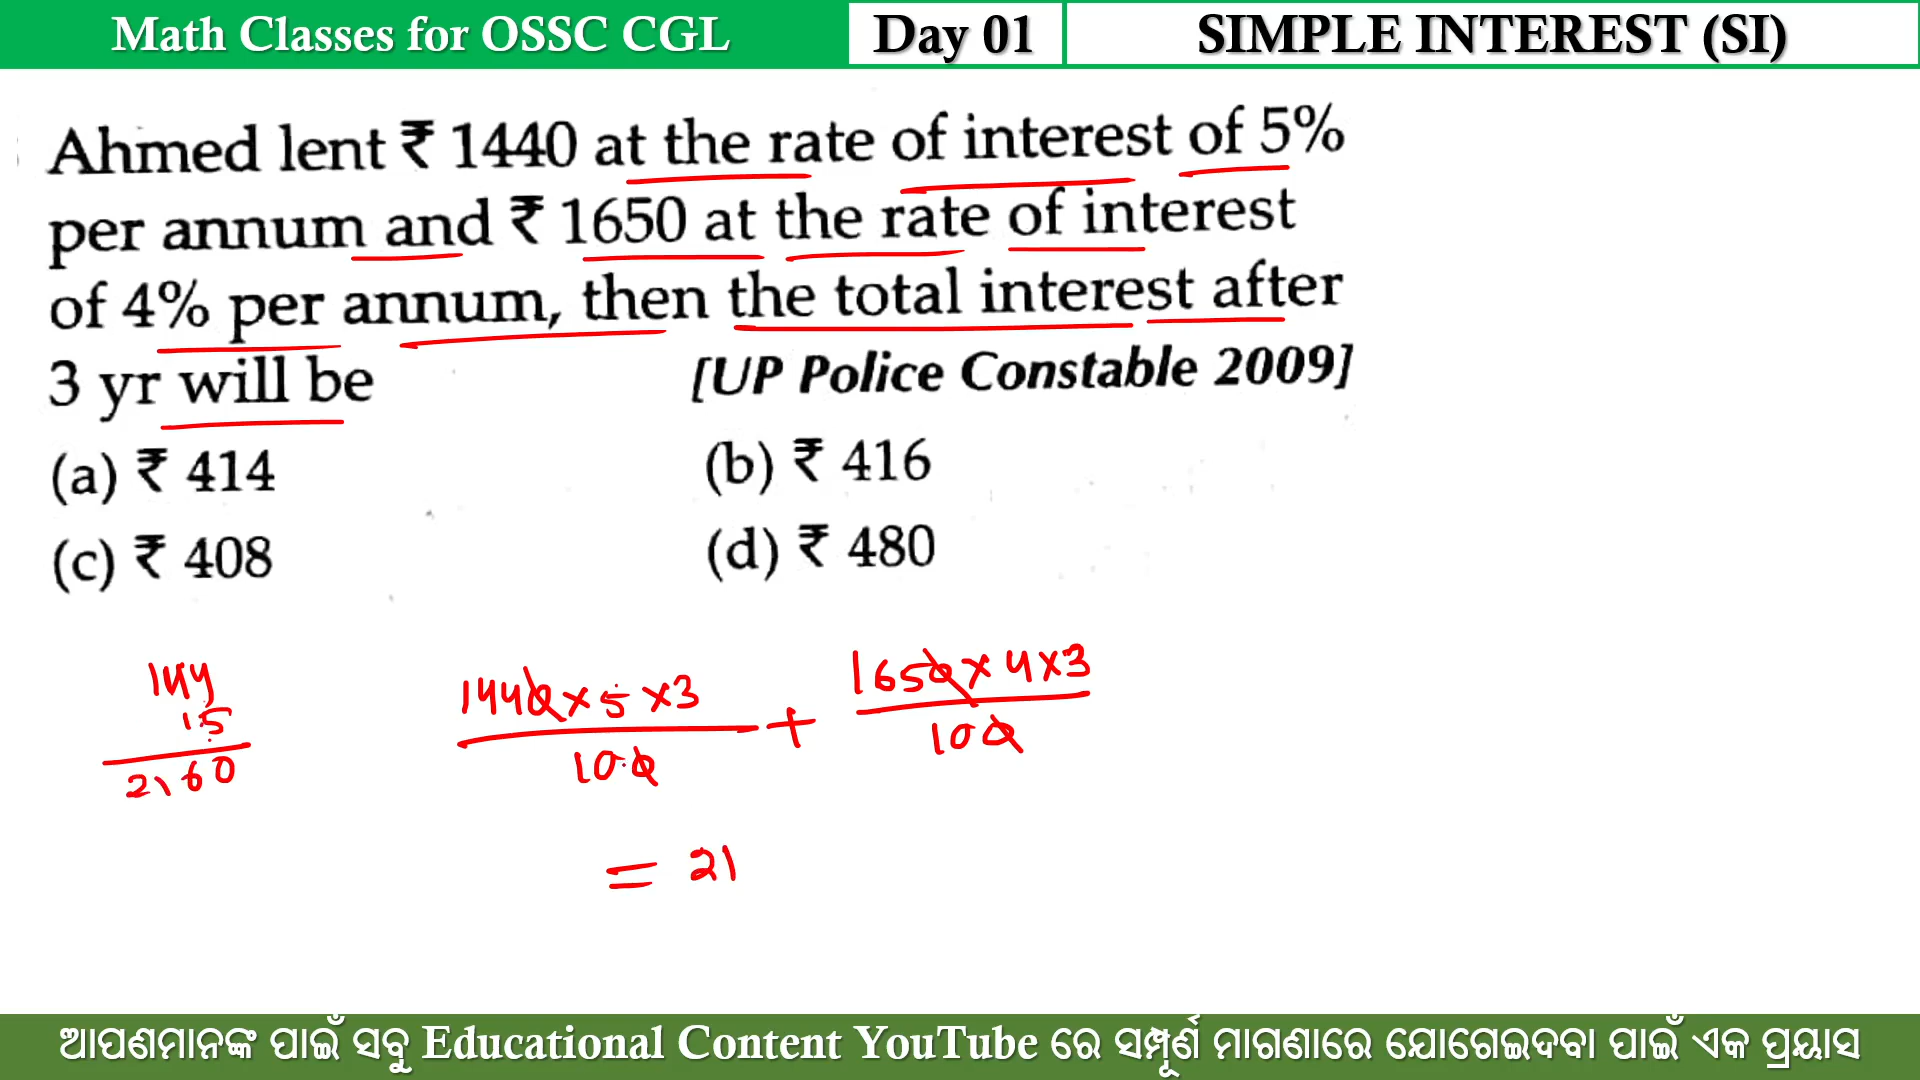 Math Classes for OSSC CGL
Day 01
SIMPLE INTEREST (SI)
Ahmed lent ₹ 1440 at the rate of interest of 5%
per annum and ₹ 1650 at the rate of interest
of 4% per annum, then the total interest after
3 yr will be
[UP Police Constable 2009]
(a) ₹ 414
(b) ₹ 416
(c) ₹ 408
(d) ₹ 480
144
15
2160
1440 × 5 × 3
100
+
1650 × 4 × 3
100
= 21
ଆପଣମାନଙ୍କ ପାଇଁ ସବୁ Educational Content YouTube ରେ ସମ୍ପୂର୍ଣ ମାଗଣାରେ ଯୋଗେଇଦବା ପାଇଁ ଏକ ପ୍ରୟାସ